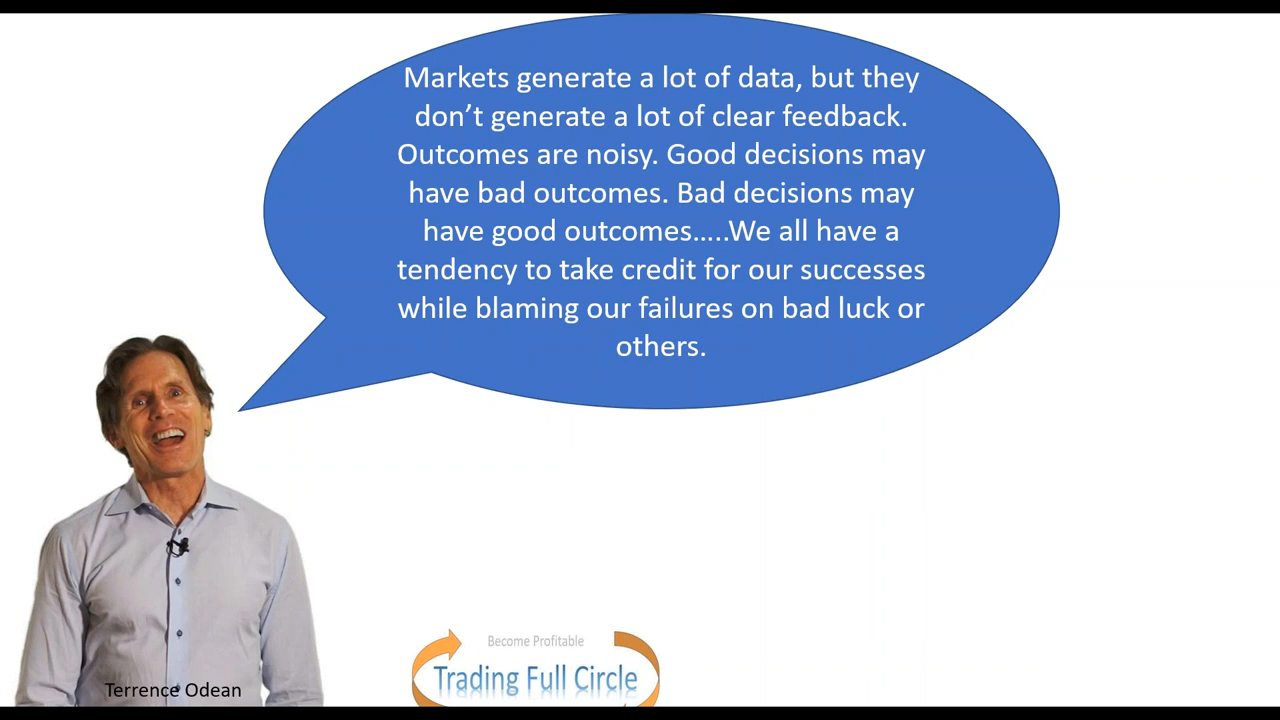 Markets generate a lot of data, but they
don’t generate a lot of clear feedback.
Outcomes are noisy. Good decisions may
have bad outcomes. Bad decisions may
have good outcomes.....We all have a
tendency to take credit for our successes
while blaming our failures on bad luck or
others.
Become Profitable
Trading Full Circle
Terrence Odean